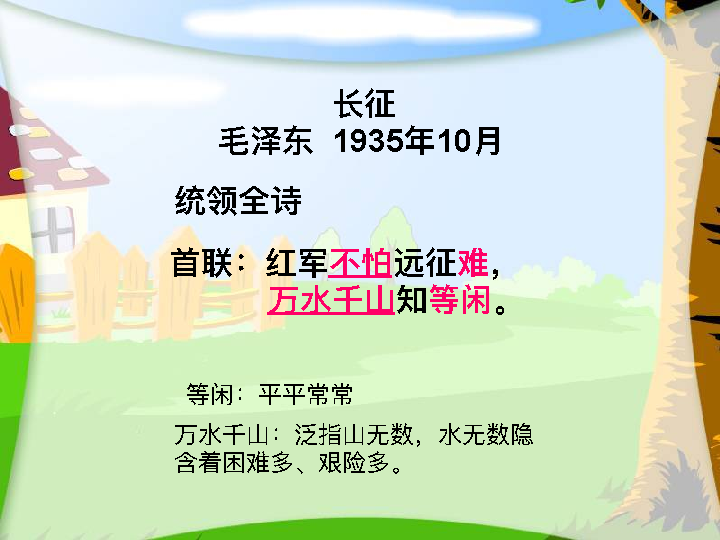 长征
毛泽东 1935年10月
统领全诗
首联：红军不怕远征难，
万水千山知等闲。
等闲：平平常常
万水千山：泛指山无数，水无数隐
含着困难多、艰险多。